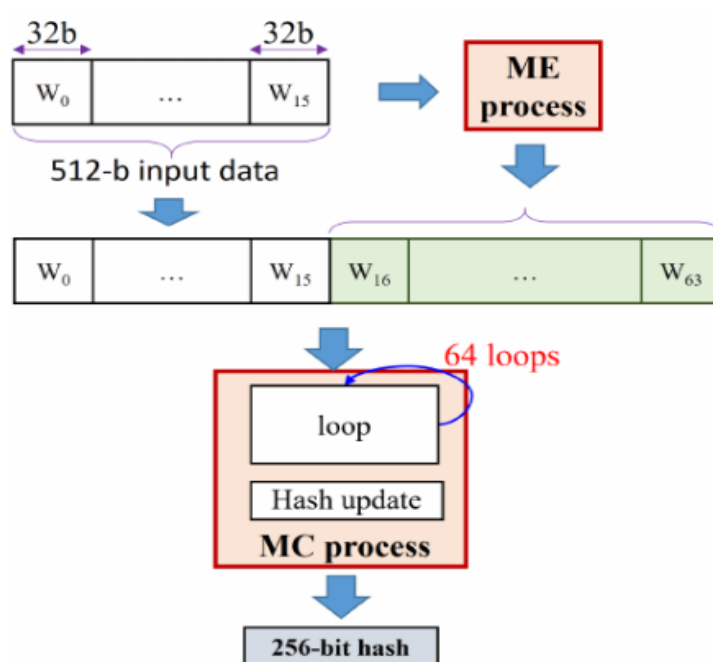 32b
32b
ME
process
W0
...
W15
512-b input data
W0
...
W15
W16
...
W63
64 loops
loop
Hash update
MC process
256-bit hash